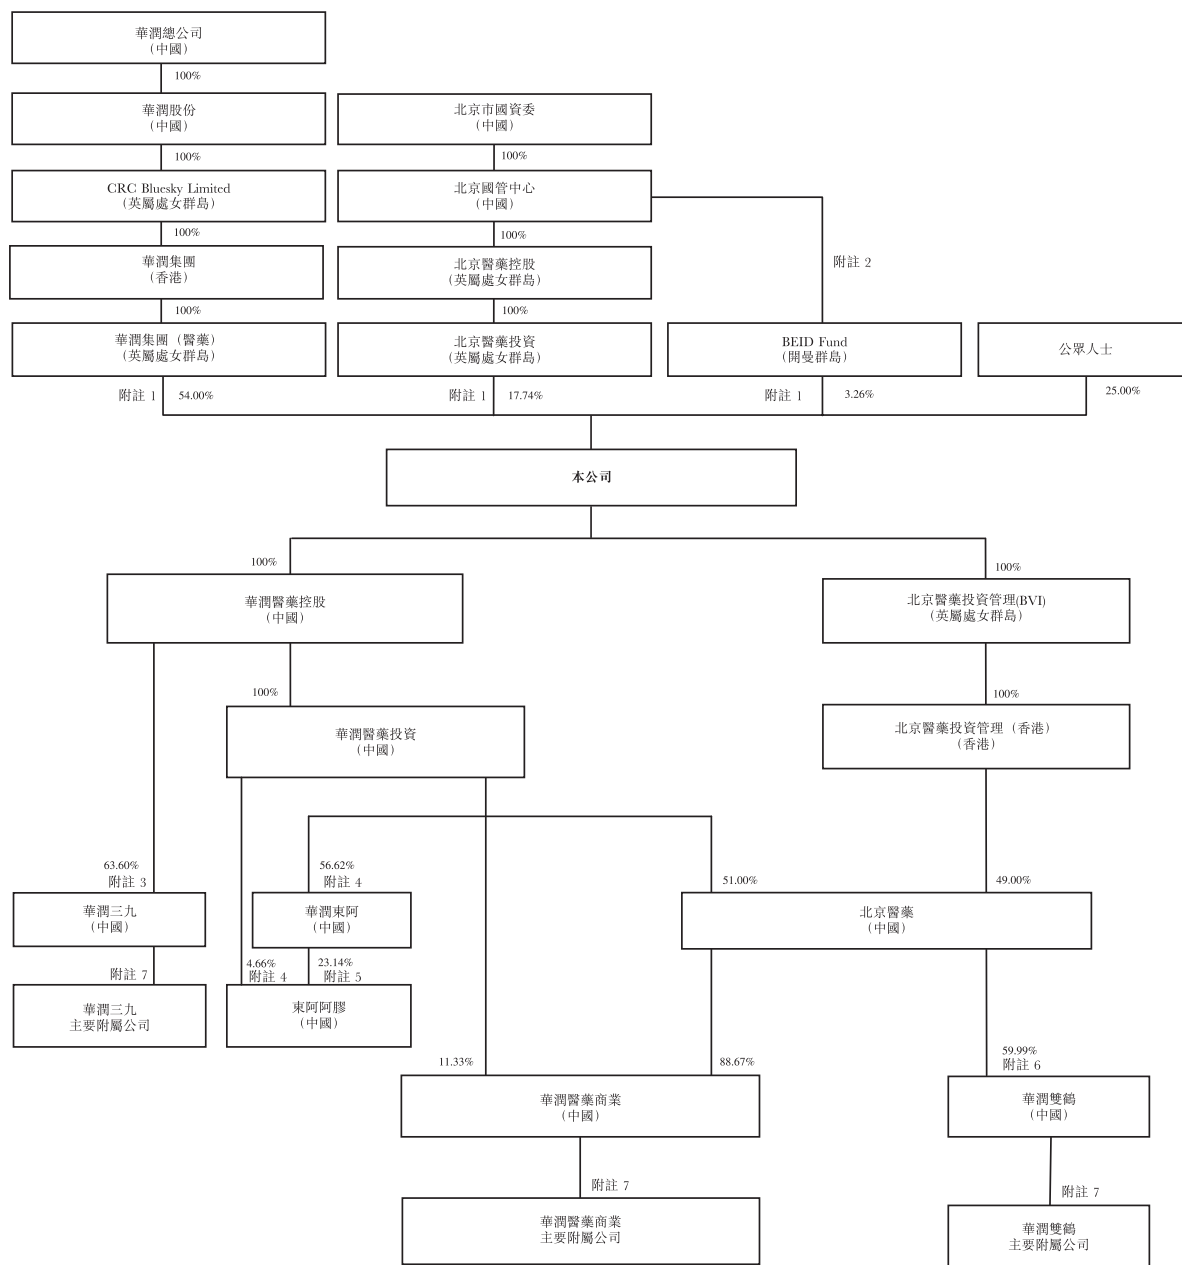 華潤總公司
（中國）
100%
華潤股份
（中國）
北京市國資委
（中國）
100%
100%
CRC Bluesky Limited
（英屬處女群島）
北京國管中心
（中國）
100%
100%
華潤集團
（香港）
北京醫藥控股
（英屬處女群島）
附註 2
100%
100%
華潤集團（醫藥）
（英屬處女群島）
北京醫藥投資
（英屬處女群島）
BEID Fund
（開曼群島）
公眾人士
附註 1
54.00%
附註 1
17.74%
附註 1
3.26%
25.00%
本公司
100%
100%
華潤醫藥控股
（中國）
北京醫藥投資管理(BVI)
（英屬處女群島）
100%
100%
華潤醫藥投資
（中國）
北京醫藥投資管理（香港）
（香港）
63.60%
附註 3
56.62%
附註 4
51.00%
49.00%
華潤三九
（中國）
華潤東阿
（中國）
北京醫藥
（中國）
附註 7
4.66%
附註 4
23.14%
附註 5
華潤三九
主要附屬公司
東阿阿膠
（中國）
11.33%
88.67%
59.99%
附註 6
華潤醫藥商業
（中國）
華潤雙鶴
（中國）
附註 7
附註 7
華潤醫藥商業
主要附屬公司
華潤雙鶴
主要附屬公司